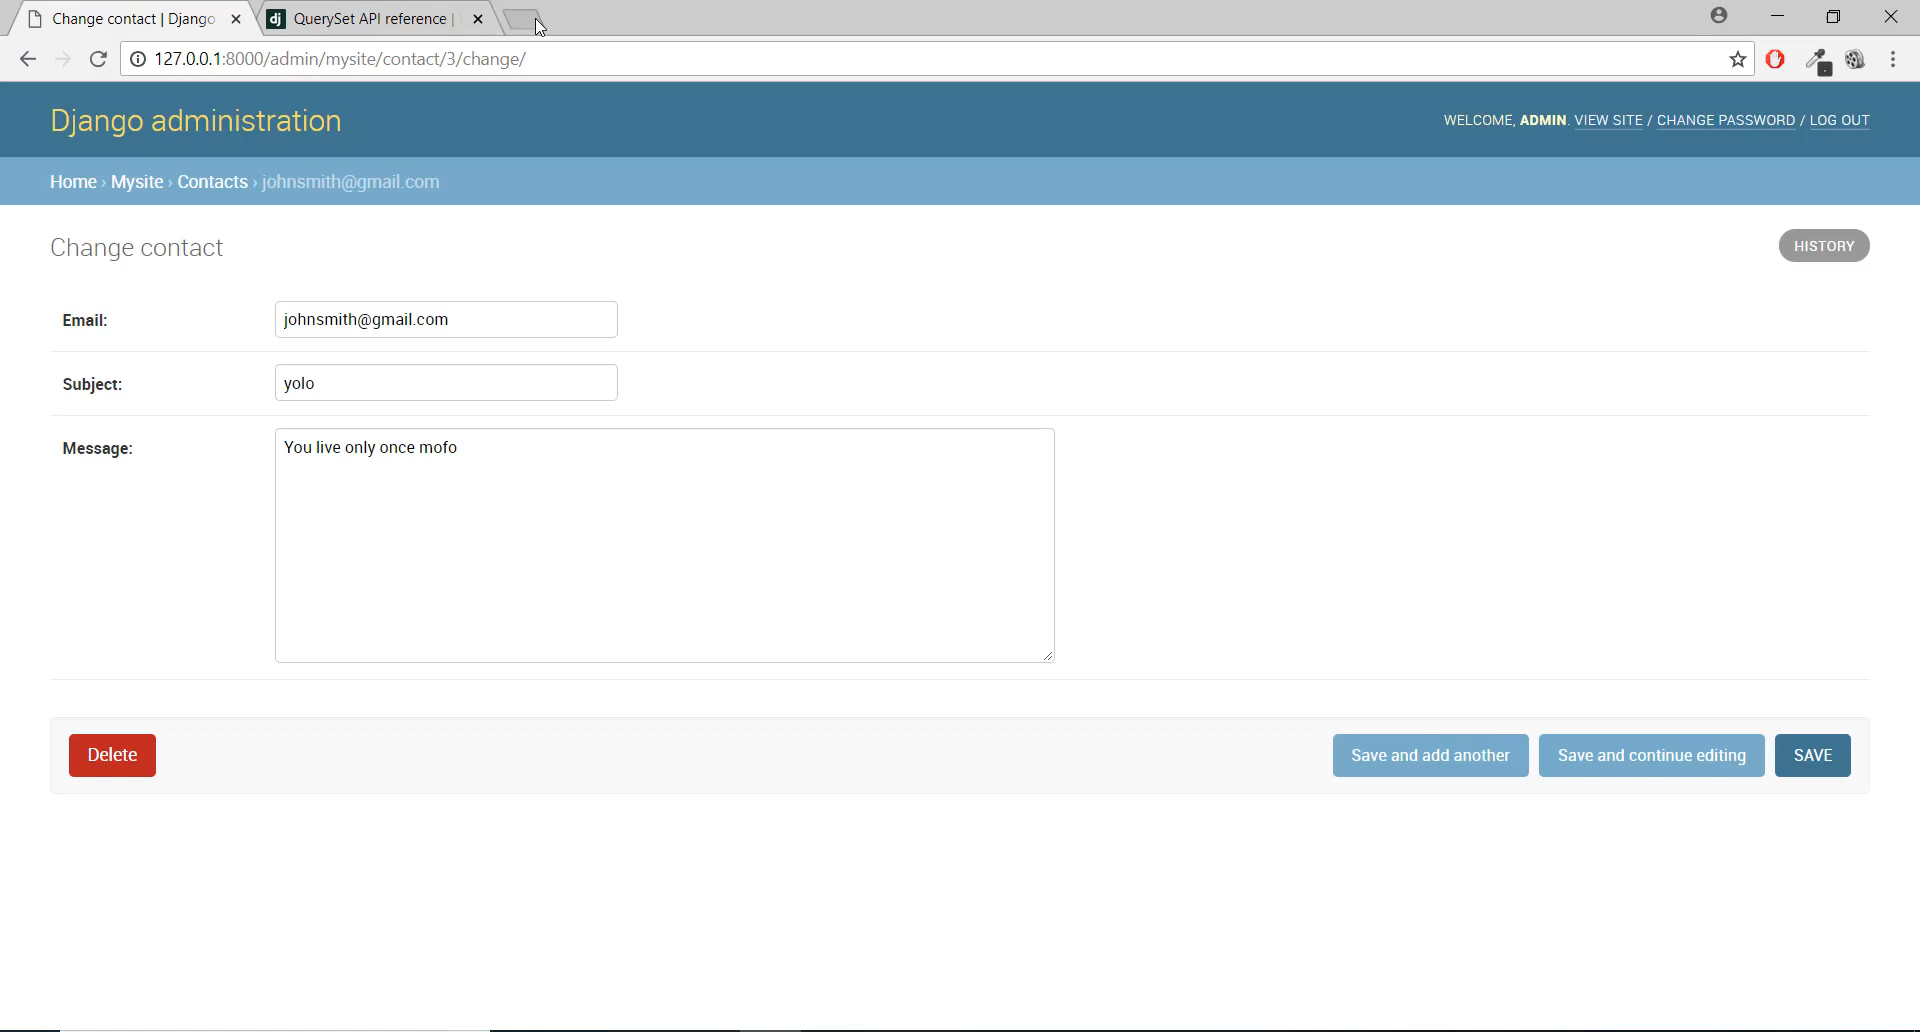 Change contact | Django
QuerySet API reference |
127.0.0.1:8000/admin/mysite/contact/3/change/
Django administration
WELCOME, ADMIN. VIEW SITE / CHANGE PASSWORD / LOG OUT
Home › Mysite › Contacts › johnsmith@gmail.com
Change contact
HISTORY
Email:
johnsmith@gmail.com
Subject:
yolo
Message:
You live only once mofo
Delete
Save and add another
Save and continue editing
SAVE